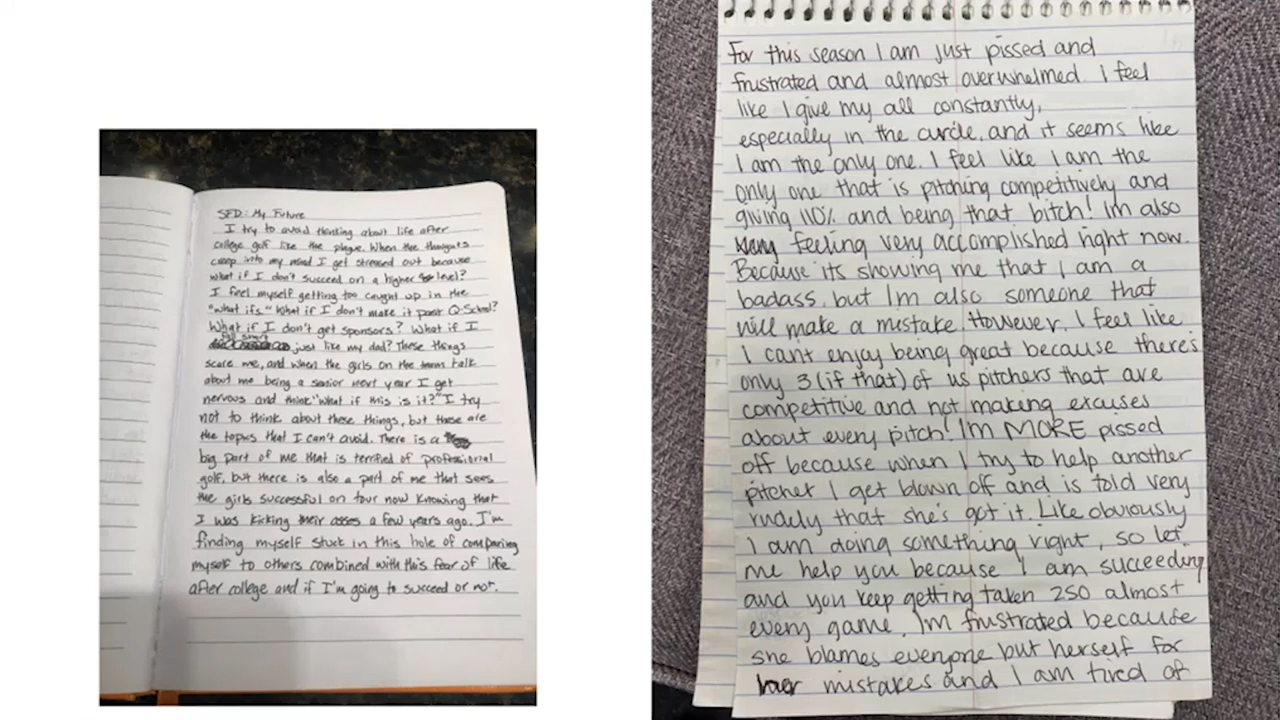 SFD: My Future
I try to avoid thinking about life after
college golf like the plague. When the thoughts
creep into my mind I get stressed out because
what if I don't succeed on a higher level?
I feel myself getting too caught up in the
"what ifs." What if I don't make it past Q-School?
What if I don't get sponsors? What if I
fall short
just like my dad? These things
scare me, and when the girls on the team talk
about me being a senior next year I get
nervous and think "what if this is it?" I try
not to think about these things, but these are
the topics that I can't avoid. There is a
big part of me that is terrified of professional
golf, but there is also a part of me that sees
the girls successful on tour now knowing that
I was kicking their asses a few years ago. I'm
finding myself stuck in this hole of comparing
myself to others combined with this fear of life
after college and if I'm going to succeed or not.
For this season I am just pissed and
frustrated and almost overwhelmed. I feel
like I give my all constantly,
especially in the circle. and it seems like
I am the only one. I feel like I am the
only one that is pitching competitively and
giving 110% and being that bitch! Im also
feeling very accomplished right now.
Because its showing me that I am a
badass, but I'm also someone that
will make a mistake. However, I feel like
I cant enjoy being great because there's
only 3 (if that) of us pitchers that are
competitive and not making excuses
about every pitch! I'm MORE pissed
off because when I try to help another
pitcher I get blown off and is told very
rudely that she's got it. Like obviously
I am doing something right, so let
me help you because I am succeeding
and you keep getting taken 250 almost
every game. I'm frustrated because
she blames everyone but herself for
her mistakes and I am tired of